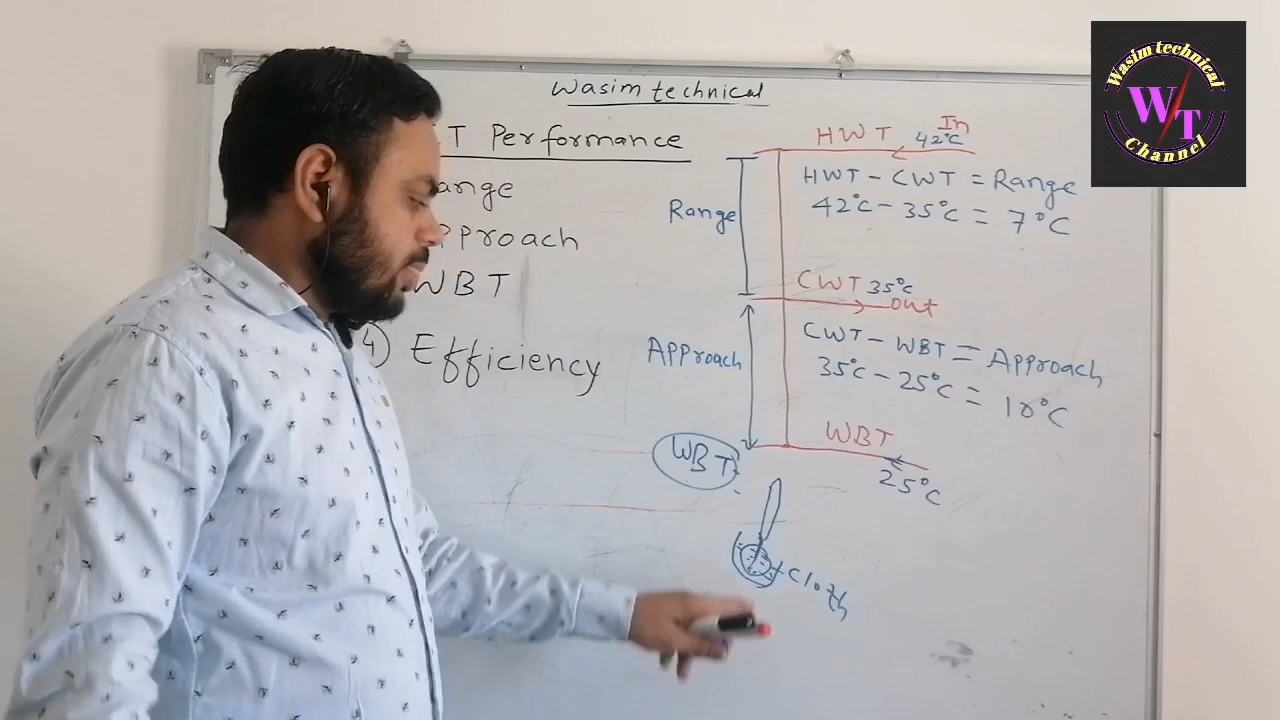 Wasim technical
T Performance
ange
pproach
WBT
4) Efficiency
HWT In 42°C
HWT - CWT = Range
42°C - 35°C = 7°C
Range
CWT 35°C
out
CWT - WBT = Approach
35°C - 25°C = 10°C
Approach
WBT
25°C
WBT
Cloth
Wasim technical
WT
Channel